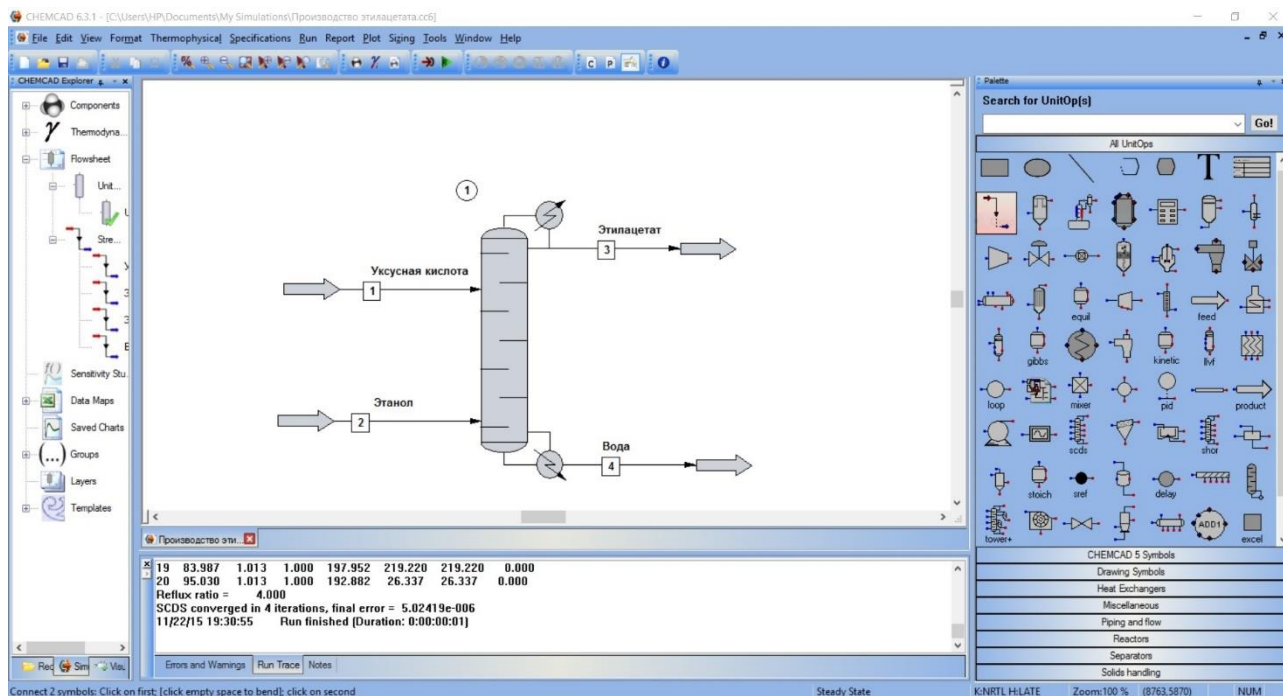 CHEMCAD 6.3.1 - [C:\Users\HP\Documents\My Simulations\Производство этилацетата.cc6]
File Edit View Format Thermophysical Specifications Run Report Plot Sizing Tools Window Help
CHEMCAD Explorer
Components
Thermodyna...
Flowsheet
Unit...
Stre...
Sensitivity Stu
Data Maps
Saved Charts
Groups
Layers
Templates
Sim
1
Уксусная кислота
1
Этилацетат
3
Этанол
2
Вода
4
Производство эти...
19 83.987 1.013 1.000 197.952 219.220 219.220 0.000
20 95.030 1.013 1.000 192.882 26.337 26.337 0.000
Reflux ratio = 4.000
SCDS converged in 4 iterations, final error = 5.02419e-006
11/22/15 19:30:55 Run finished (Duration: 0:00:00:01)
Errors and Warnings Run Trace Notes
Palette
Search for UnitOp(s)
Go!
All UnitOps
T
equil feed
gibbs kinetic llvf
loop mixer pid product
scds shor
stoich sref delay
tower+ ADD1 excel
CHEMCAD 5 Symbols
Drawing Symbols
Heat Exchangers
Miscellaneous
Piping and flow
Reactors
Separators
Solids handling
Connect 2 symbols: Click on first; [click empty space to bend]; click on second Steady State K:NRTL H:LATE Zoom:100 % (8763,5870) NUM